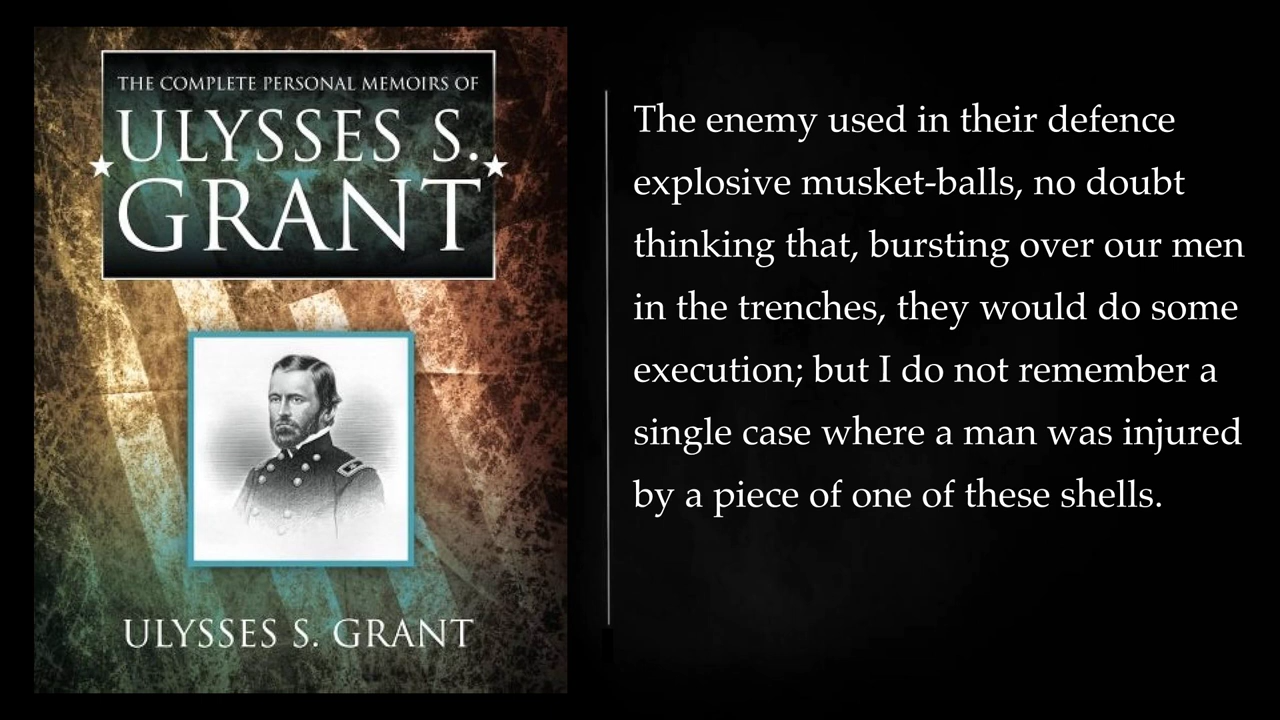 THE COMPLETE PERSONAL MEMOIRS OF
ULYSSES S.
GRANT
ULYSSES S. GRANT
The enemy used in their defence
explosive musket-balls, no doubt
thinking that, bursting over our men
in the trenches, they would do some
execution; but I do not remember a
single case where a man was injured
by a piece of one of these shells.